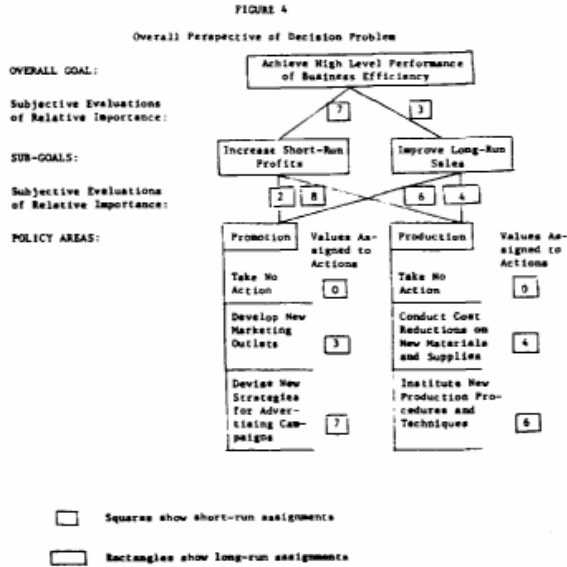 FIGURE 4
Overall Perspective of Decision Problem
OVERALL GOAL:
Achieve High Level Performance
of Business Efficiency
Subjective Evaluations
of Relative Importance:
7
3
SUB-GOALS:
Increase Short-Run
Profits
Improve Long-Run
Sales
Subjective Evaluations
of Relative Importance:
2
8
6
4
POLICY AREAS:
Promotion
Values As-
signed to
Actions
Production
Values As-
signed to
Actions
Take No
Action
0
Take No
Action
0
Develop New
Marketing
Outlets
3
Conduct Cost
Reductions on
New Materials
and Supplies
4
Devise New
Strategies
for Adver-
tising Cam-
paigns
7
Institute New
Production Pro-
cedures and
Techniques
6
Squares show short-run assignments
Rectangles show long-run assignments